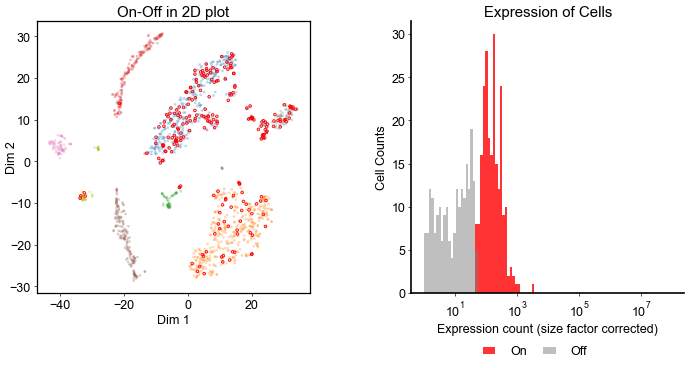 On-Off in 2D plot
Expression of Cells
Dim 2
30
20
10
0
−10
−20
−30
−40
−20
0
20
Dim 1
Cell Counts
30
25
20
15
10
5
0
10^1
10^3
10^5
10^7
Expression count (size factor corrected)
On
Off